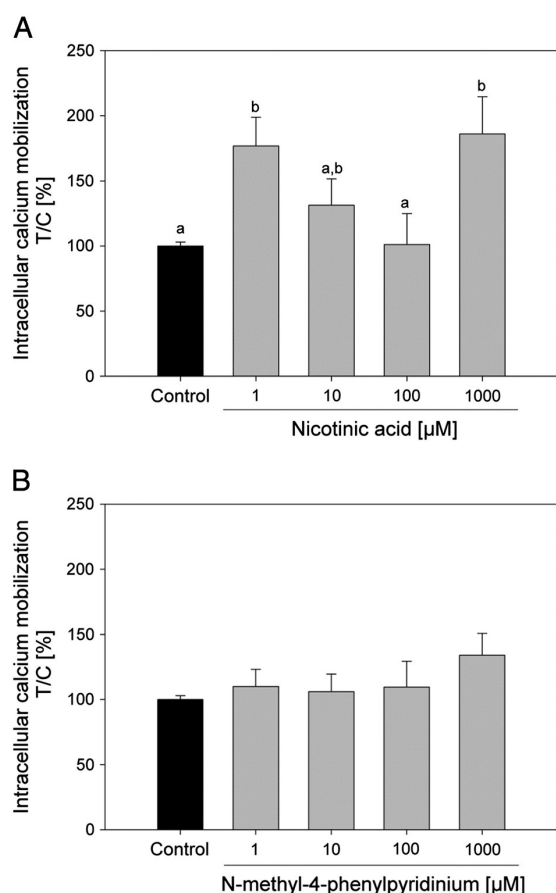 A
Intracellular calcium mobilization
T/C [%]
250
200
150
100
50
0
a
b
a,b
a
b
Control
1
10
100
1000
Nicotinic acid [µM]
B
Intracellular calcium mobilization
T/C [%]
250
200
150
100
50
0
Control
1
10
100
1000
N-methyl-4-phenylpyridinium [µM]